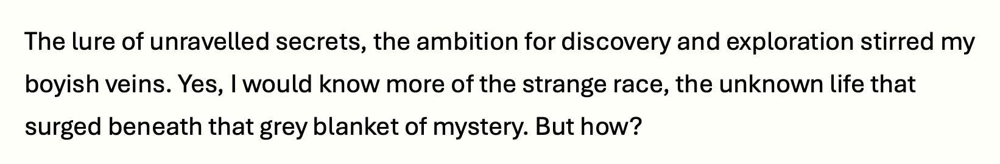 The lure of unravelled secrets, the ambition for discovery and exploration stirred my
boyish veins. Yes, I would know more of the strange race, the unknown life that
surged beneath that grey blanket of mystery. But how?